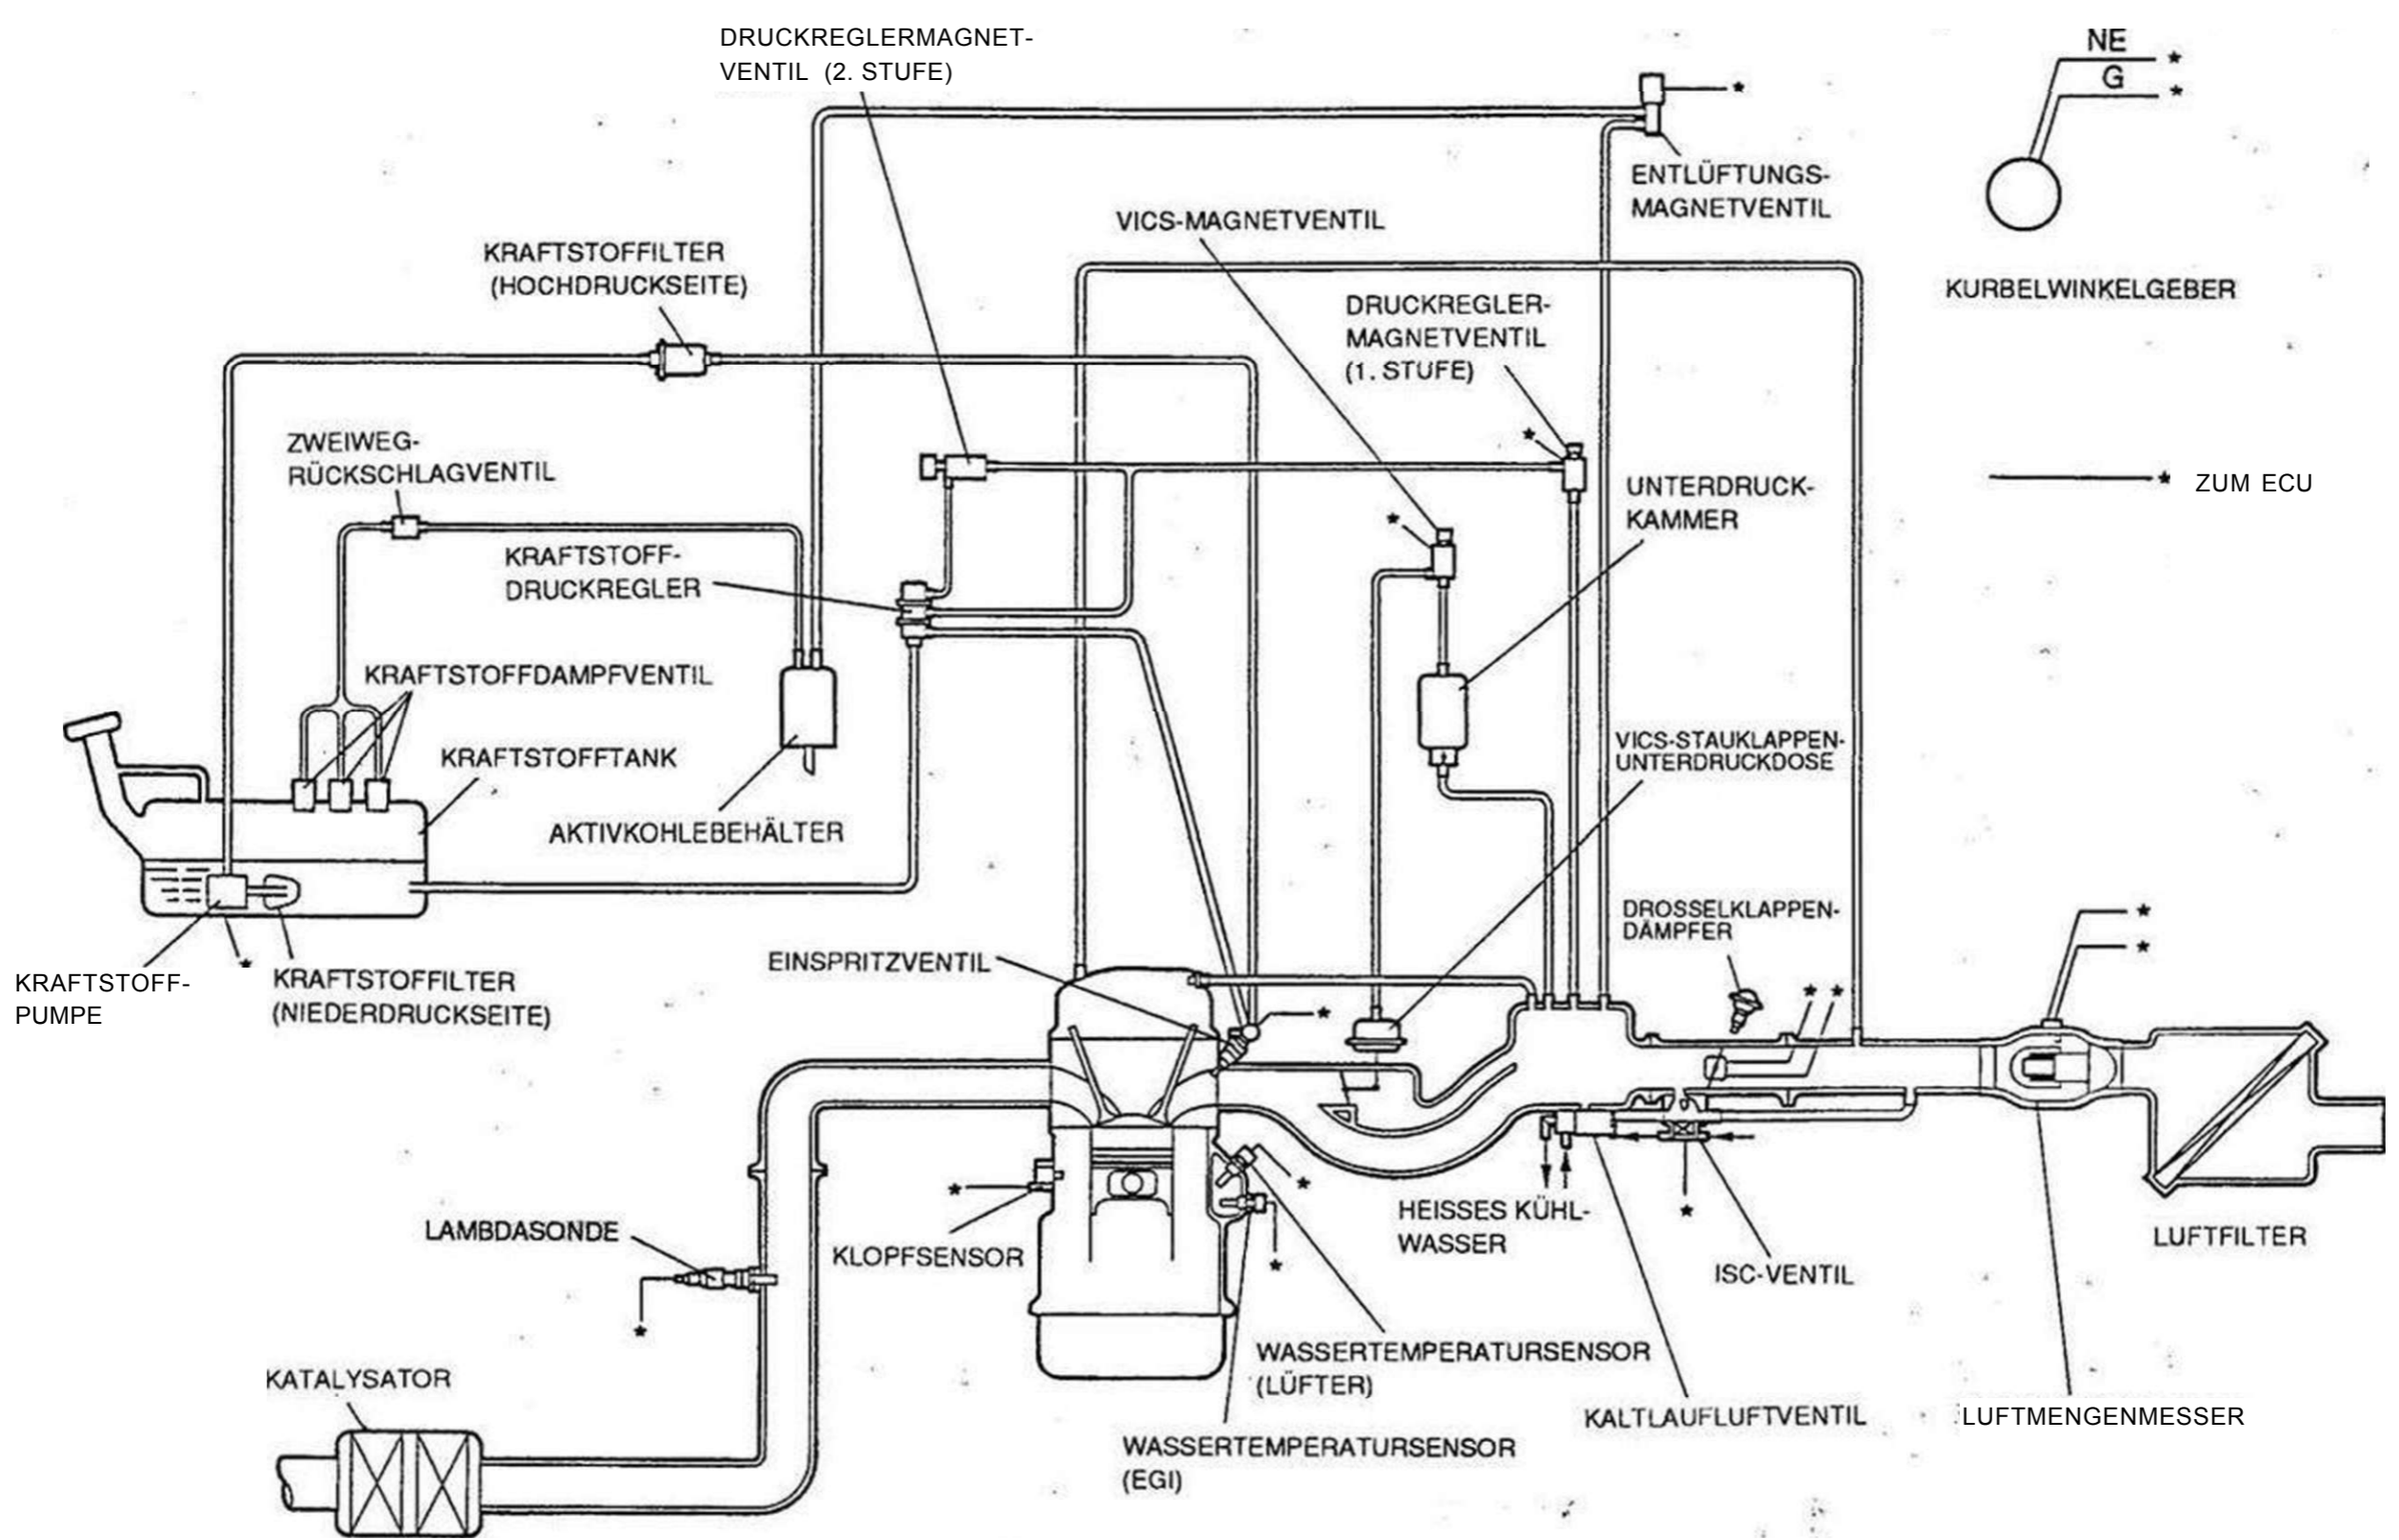 DRUCKREGLERMAGNET-
VENTIL (2. STUFE)
NE
G
ENTLÜFTUNGS-
MAGNETVENTIL
VICS-MAGNETVENTIL
KRAFTSTOFFILTER
(HOCHDRUCKSEITE)
KURBELWINKELGEBER
DRUCKREGLER-
MAGNETVENTIL
(1. STUFE)
ZWEIWEG-
RÜCKSCHLAGVENTIL
UNTERDRUCK-
KAMMER
ZUM ECU
KRAFTSTOFF-
DRUCKREGLER
KRAFTSTOFFDAMPFVENTIL
KRAFTSTOFFTANK
VICS-STAUKLAPPEN-
UNTERDRUCKDOSE
AKTIVKOHLEBEHÄLTER
DROSSELKLAPPEN-
DÄMPFER
EINSPRITZVENTIL
KRAFTSTOFF-
PUMPE
KRAFTSTOFFILTER
(NIEDERDRUCKSEITE)
HEISSES KÜHL-
WASSER
LAMBDASONDE
KLOPFSENSOR
LUFTFILTER
ISC-VENTIL
WASSERTEMPERATURSENSOR
(LÜFTER)
KATALYSATOR
KALTLAUFLUFTVENTIL
LUFTMENGENMESSER
WASSERTEMPERATURSENSOR
(EGI)